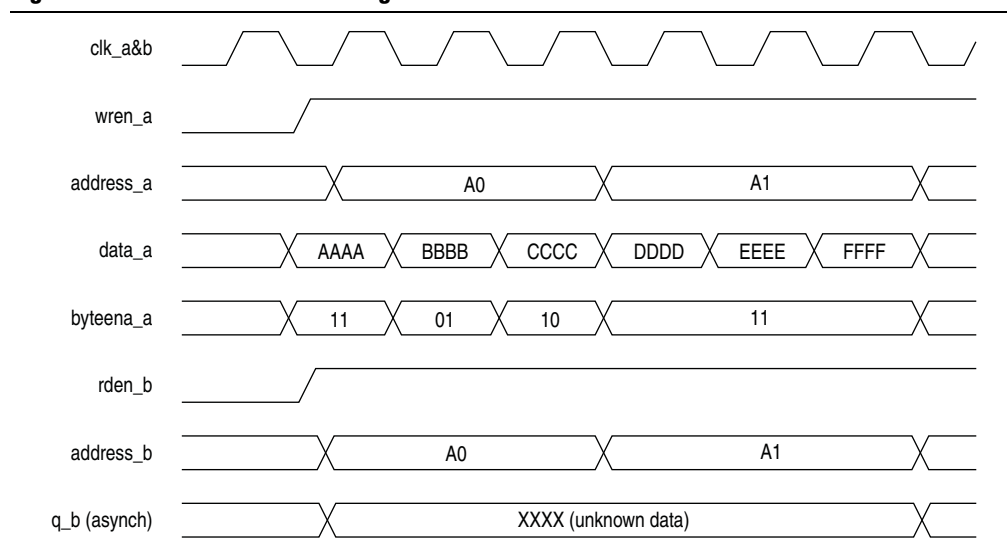 clk_a&b
wren_a
address_a A0 A1
data_a AAAA BBBB CCCC DDDD EEEE FFFF
byteena_a 11 01 10 11
rden_b
address_b A0 A1
q_b (asynch) XXXX (unknown data)